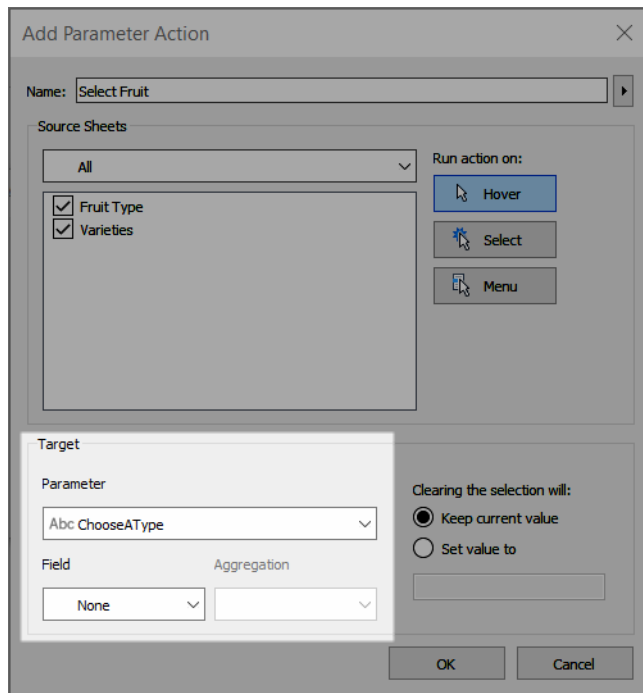 Add Parameter Action
Name: Select Fruit
Source Sheets
All
Fruit Type
Varieties
Run action on:
Hover
Select
Menu
Target
Parameter
Abc ChooseAType
Field Aggregation
None
Clearing the selection will:
Keep current value
Set value to
OK Cancel